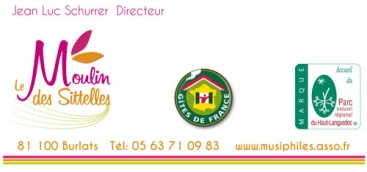 Jean Luc Schurrer Directeur
Le Moulin
des Sittelles
GÎTES DE FRANCE
MARQUE
Accueil du
Parc
naturel
régional
du Haut-Languedoc
81 100 Burlats Tél: 05 63 71 09 83 www.musiphiles.asso.fr